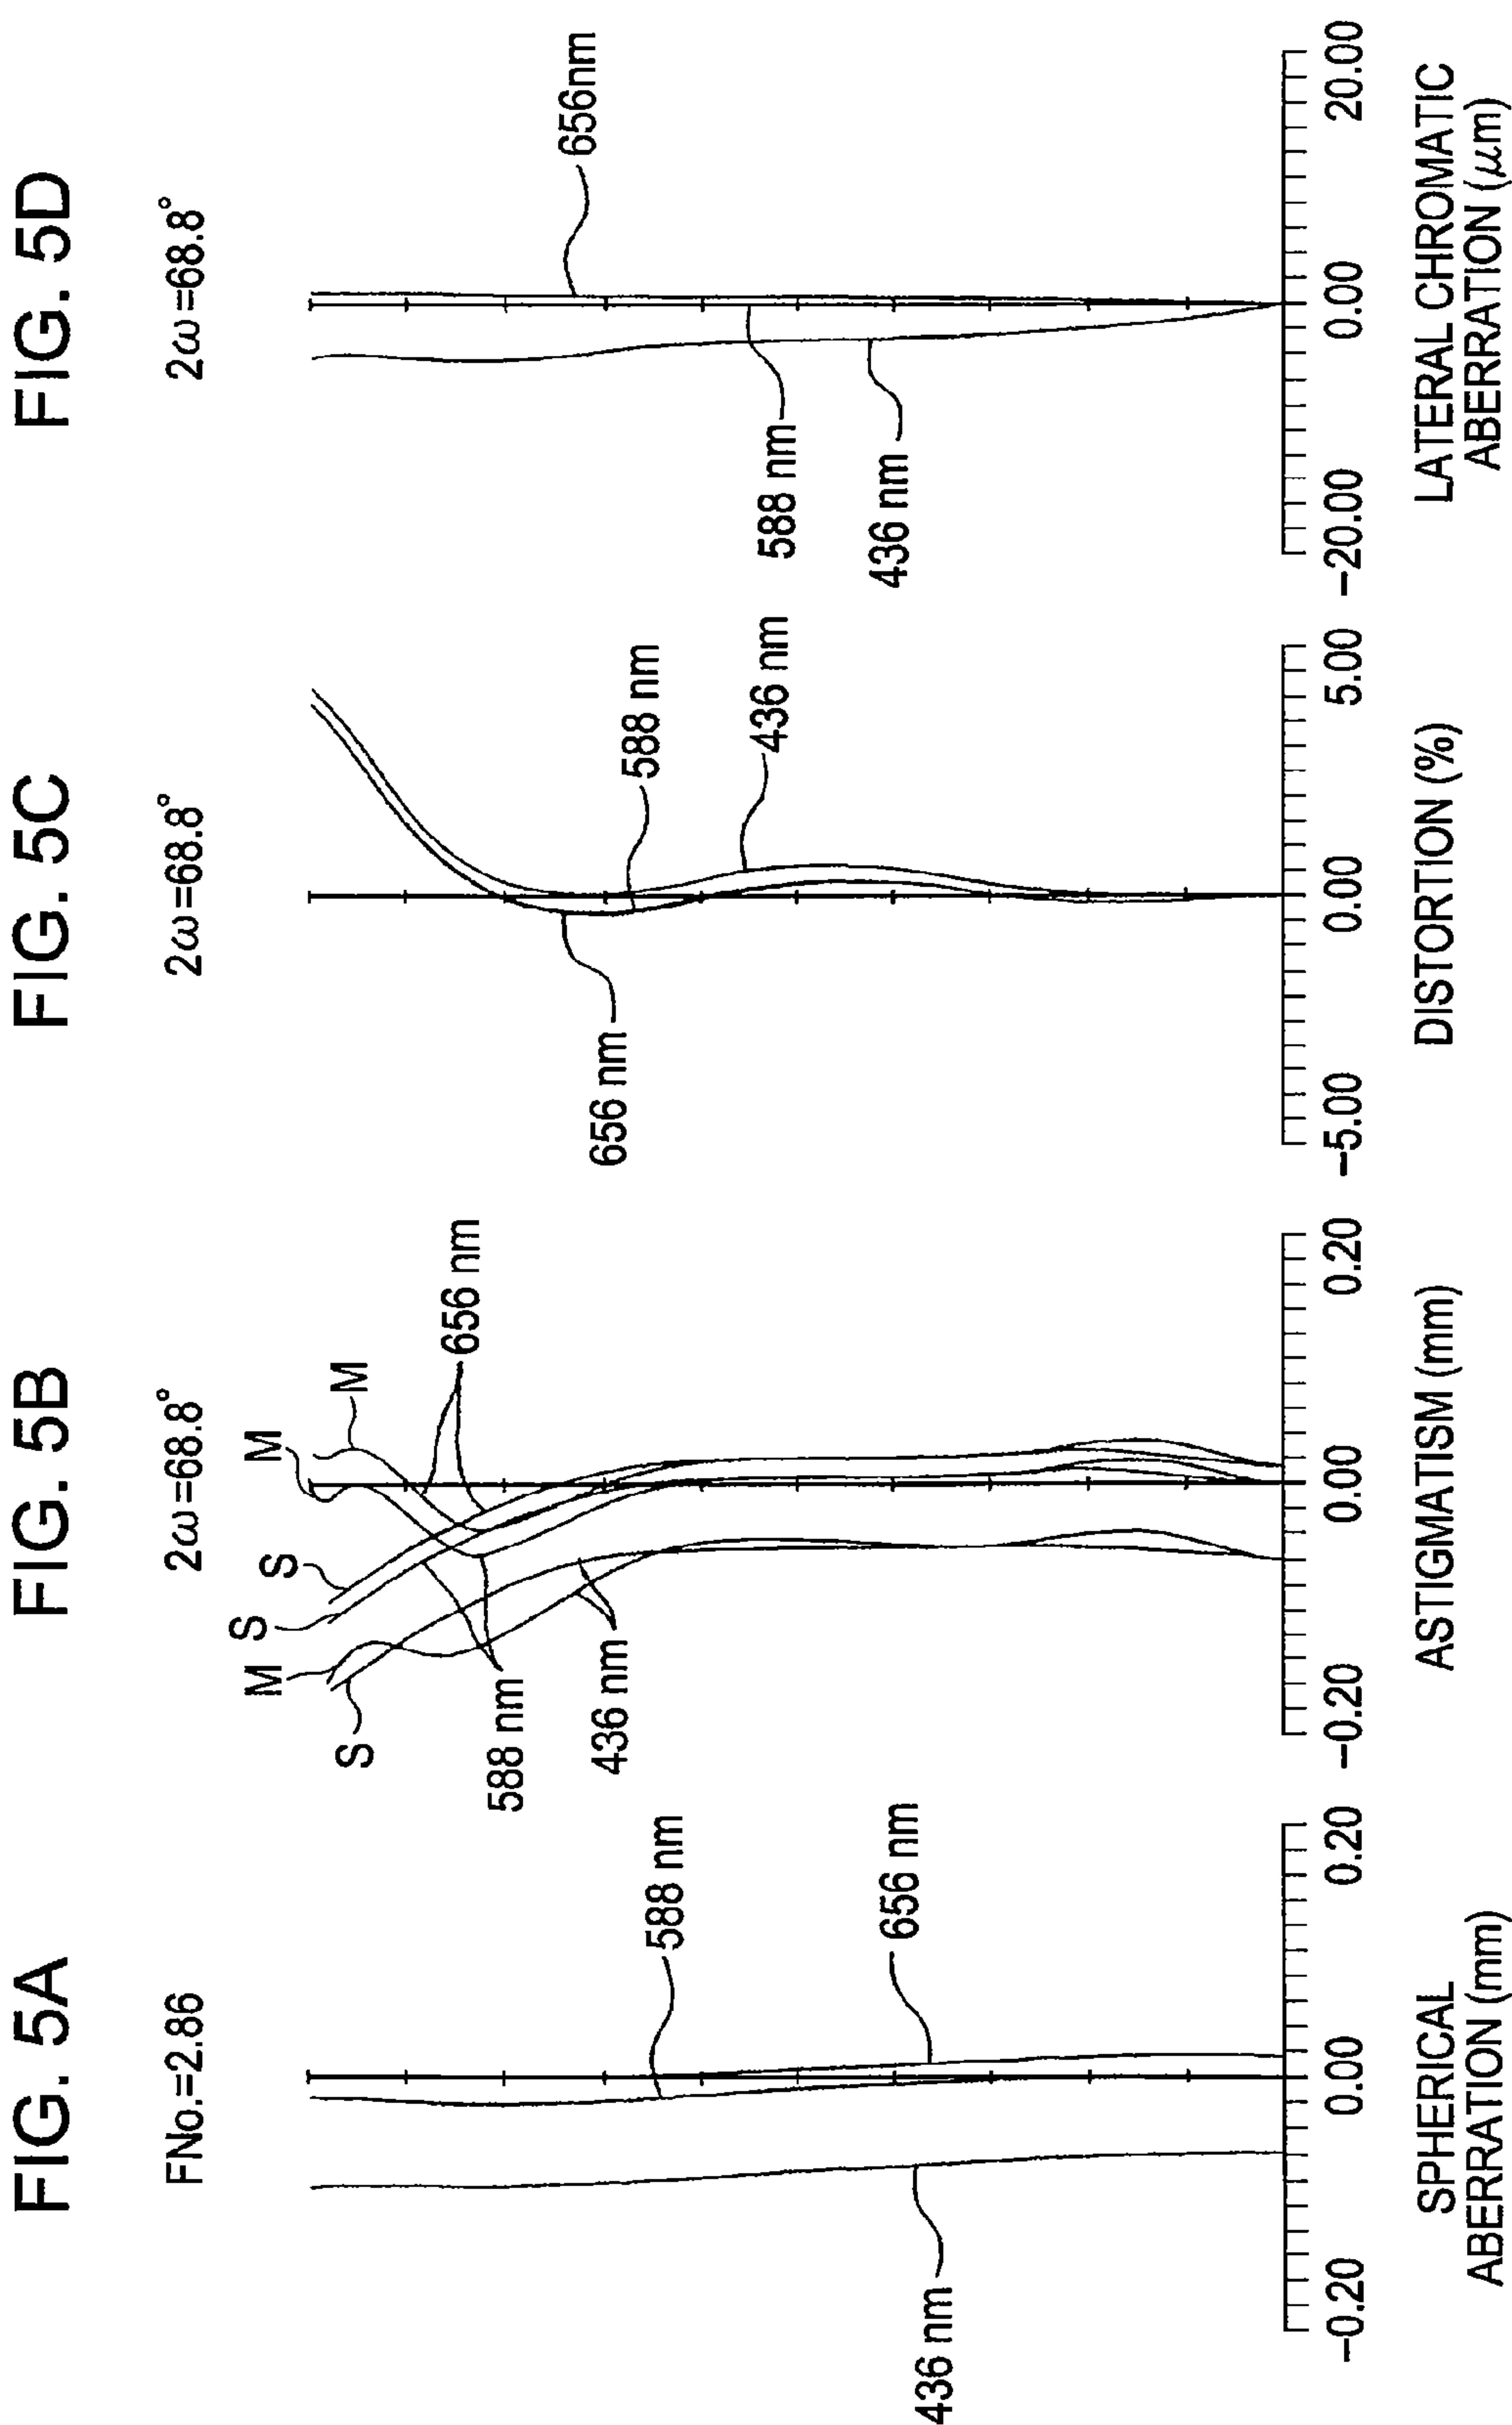 FIG. 5A
FNo.=2.86
588 nm
656 nm
436 nm
-0.20
0.00
0.20
SPHERICAL
ABERRATION (mm)
FIG. 5B
2ω=68.8°
M
M
S
S
M
S
656 nm
588 nm
436 nm
-0.20
0.00
0.20
ASTIGMATISM (mm)
FIG. 5C
2ω=68.8°
588 nm
436 nm
656 nm
-5.00
0.00
5.00
DISTORTION (%)
FIG. 5D
2ω=68.8°
656nm
588 nm
436 nm
-20.00
0.00
20.00
LATERAL CHROMATIC
ABERRATION (μm)